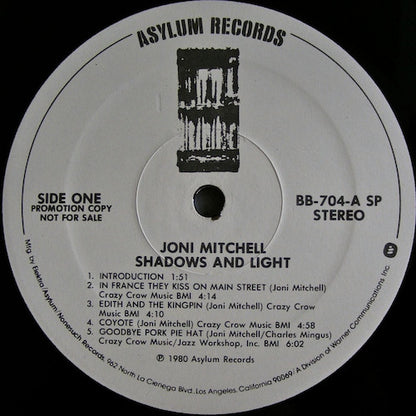 ASYLUM RECORDS
SIDE ONE
PROMOTION COPY
NOT FOR SALE
BB-704-A SP
STEREO
JONI MITCHELL
SHADOWS AND LIGHT
1. INTRODUCTION 1:51
2. IN FRANCE THEY KISS ON MAIN STREET (Joni Mitchell)
Crazy Crow Music BMI 4:14
3. EDITH AND THE KINGPIN (Joni Mitchell) Crazy Crow
Music BMI 4:10
4. COYOTE (Joni Mitchell) Crazy Crow Music BMI 4:58
5. GOODBYE PORK PIE HAT (Joni Mitchell/Charles Mingus)
Crazy Crow Music/Jazz Workshop, Inc. BMI 6:02
℗ 1980 Asylum Records
Mfg. by Elektra/Asylum/Nonesuch Records, 962 North La Cienega Blvd., Los Angeles, California 90069/A Division of Warner Communications Inc.